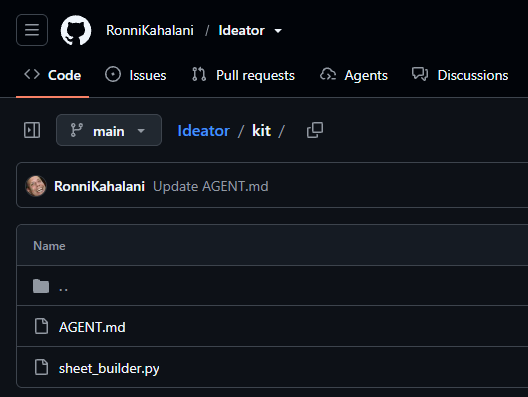 RonniKahalani / Ideator
Code Issues Pull requests Agents Discussions
main Ideator / kit /
RonniKahalani Update AGENT.md
Name
..
AGENT.md
sheet_builder.py